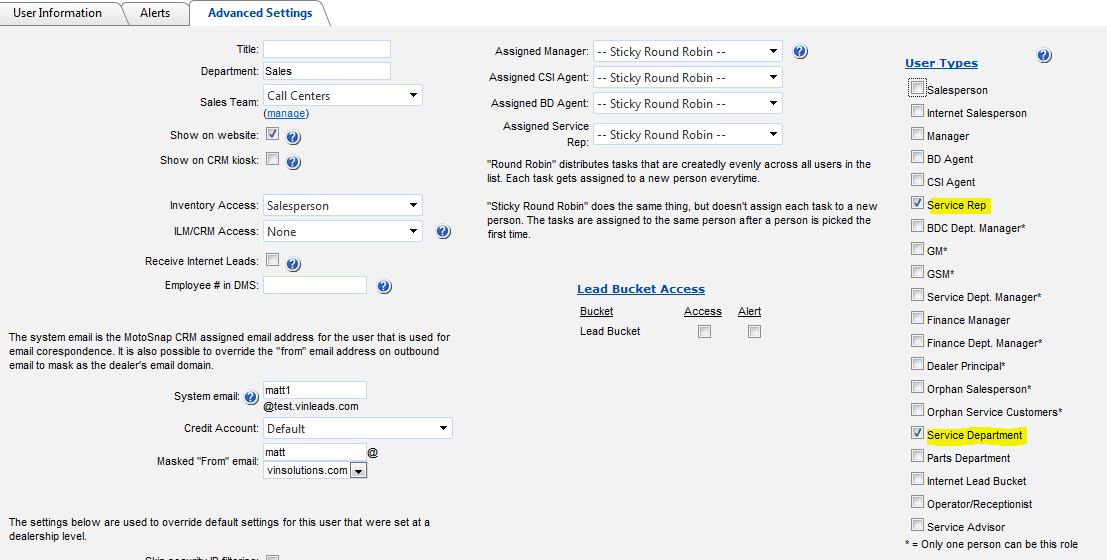 User Information
Alerts
Advanced Settings
Title:
Department: Sales
Sales Team: Call Centers
(manage)
Show on website:
Show on CRM kiosk:
Inventory Access: Salesperson
ILM/CRM Access: None
Receive Internet Leads:
Employee # in DMS:
The system email is the MotoSnap CRM assigned email address for the user that is used for
email corespondence. It is also possible to override the "from" email address on outbound
email to mask as the dealer's email domain.
System email: matt1
@test.vinleads.com
Credit Account: Default
Masked "From" email: matt @
vinsolutions.com
The settings below are used to override default settings for this user that were set at a
dealership level.
Skip security IP filtering:
Assigned Manager: -- Sticky Round Robin --
Assigned CSI Agent: -- Sticky Round Robin --
Assigned BD Agent: -- Sticky Round Robin --
Assigned Service
Rep: -- Sticky Round Robin --
"Round Robin" distributes tasks that are createdly evenly across all users in the
list. Each task gets assigned to a new person everytime.
"Sticky Round Robin" does the same thing, but doesn't assign each task to a new
person. The tasks are assigned to the same person after a person is picked the
first time.
Lead Bucket Access
Bucket Access Alert
Lead Bucket
User Types
Salesperson
Internet Salesperson
Manager
BD Agent
CSI Agent
Service Rep
BDC Dept. Manager*
GM*
GSM*
Service Dept. Manager*
Finance Manager
Finance Dept. Manager*
Dealer Principal*
Orphan Salesperson*
Orphan Service Customers*
Service Department
Parts Department
Internet Lead Bucket
Operator/Receptionist
Service Advisor
* = Only one person can be this role